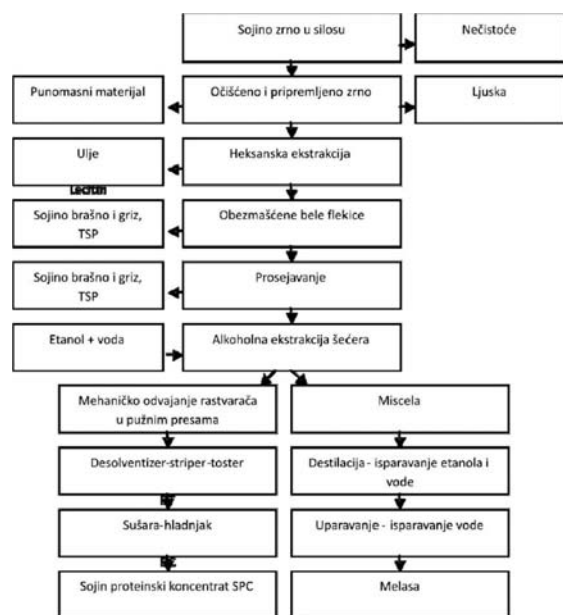 Sojino zrno u silosu
Nečistoće
Punomasni materijal
Očišćeno i pripremljeno zrno
Ljuska
Ulje
Heksanska ekstrakcija
Lecitin
Sojino brašno i griz,
TSP
Obezmašćene bele flekice
Sojino brašno i griz,
TSP
Prosejavanje
Etanol + voda
Alkoholna ekstrakcija šećera
Mehaničko odvajanje rastvarača
u pužnim presama
Miscela
Desolventizer-striper-toster
Destilacija - isparavanje etanola i
vode
Sušara-hladnjak
Uparavanje - isparavanje vode
Sojin proteinski koncentrat SPC
Melasa